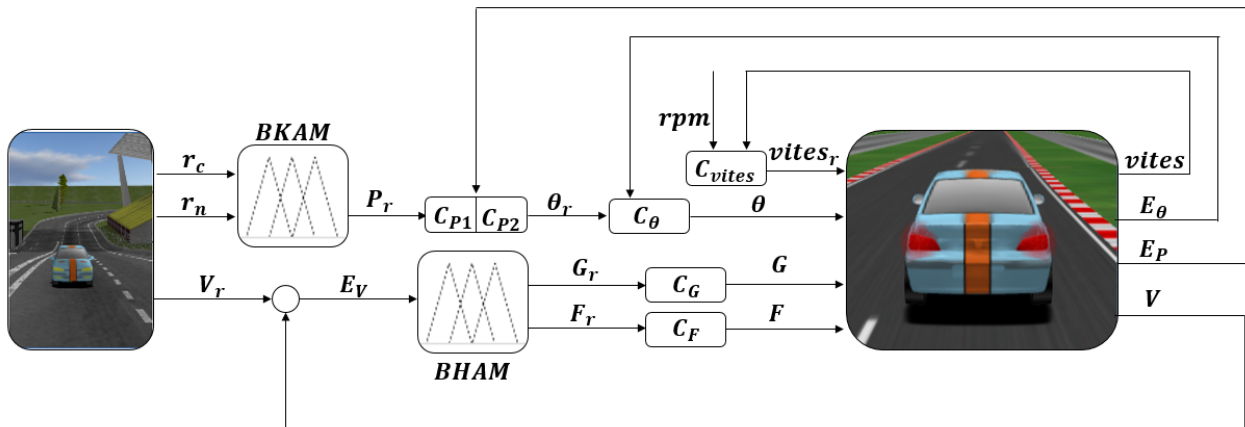 BKAM
rpm
vites_r
C_vites
vites
r_c
r_n
P_r
C_P1 C_P2
θ_r
C_θ
θ
E_θ
E_P
V_r
E_V
G_r
C_G
G
V
F_r
C_F
F
BHAM